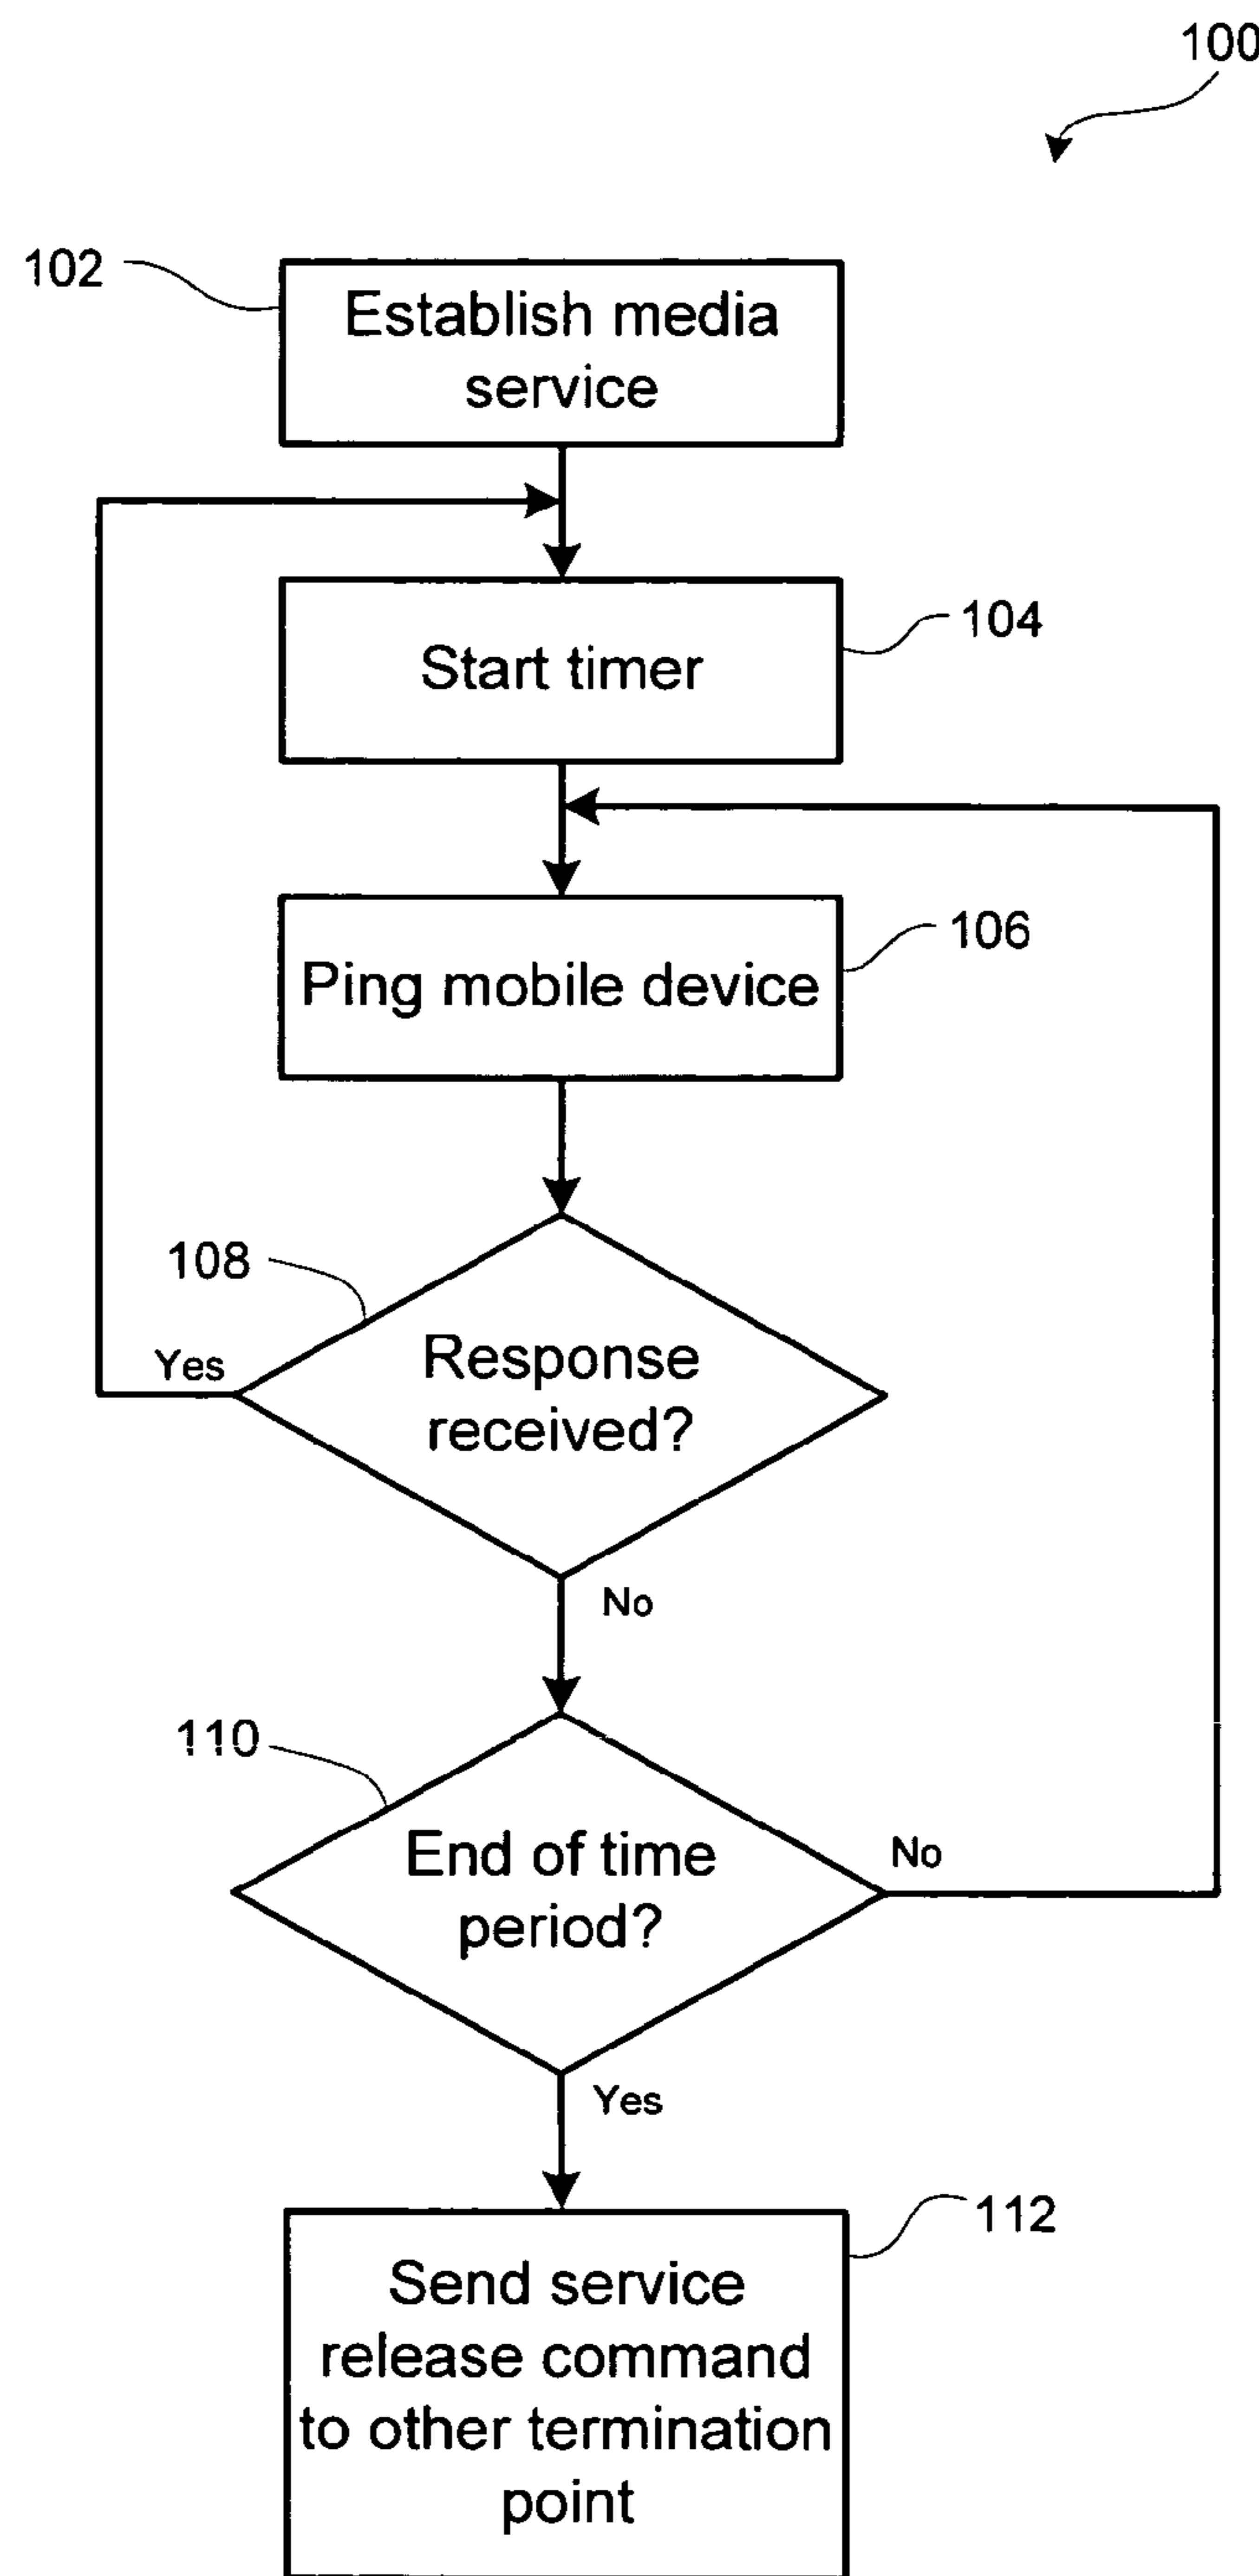 100
102
Establish media
service
104
Start timer
106
Ping mobile device
108
Yes
Response
received?
No
110
End of time
period?
No
Yes
112
Send service
release command
to other termination
point